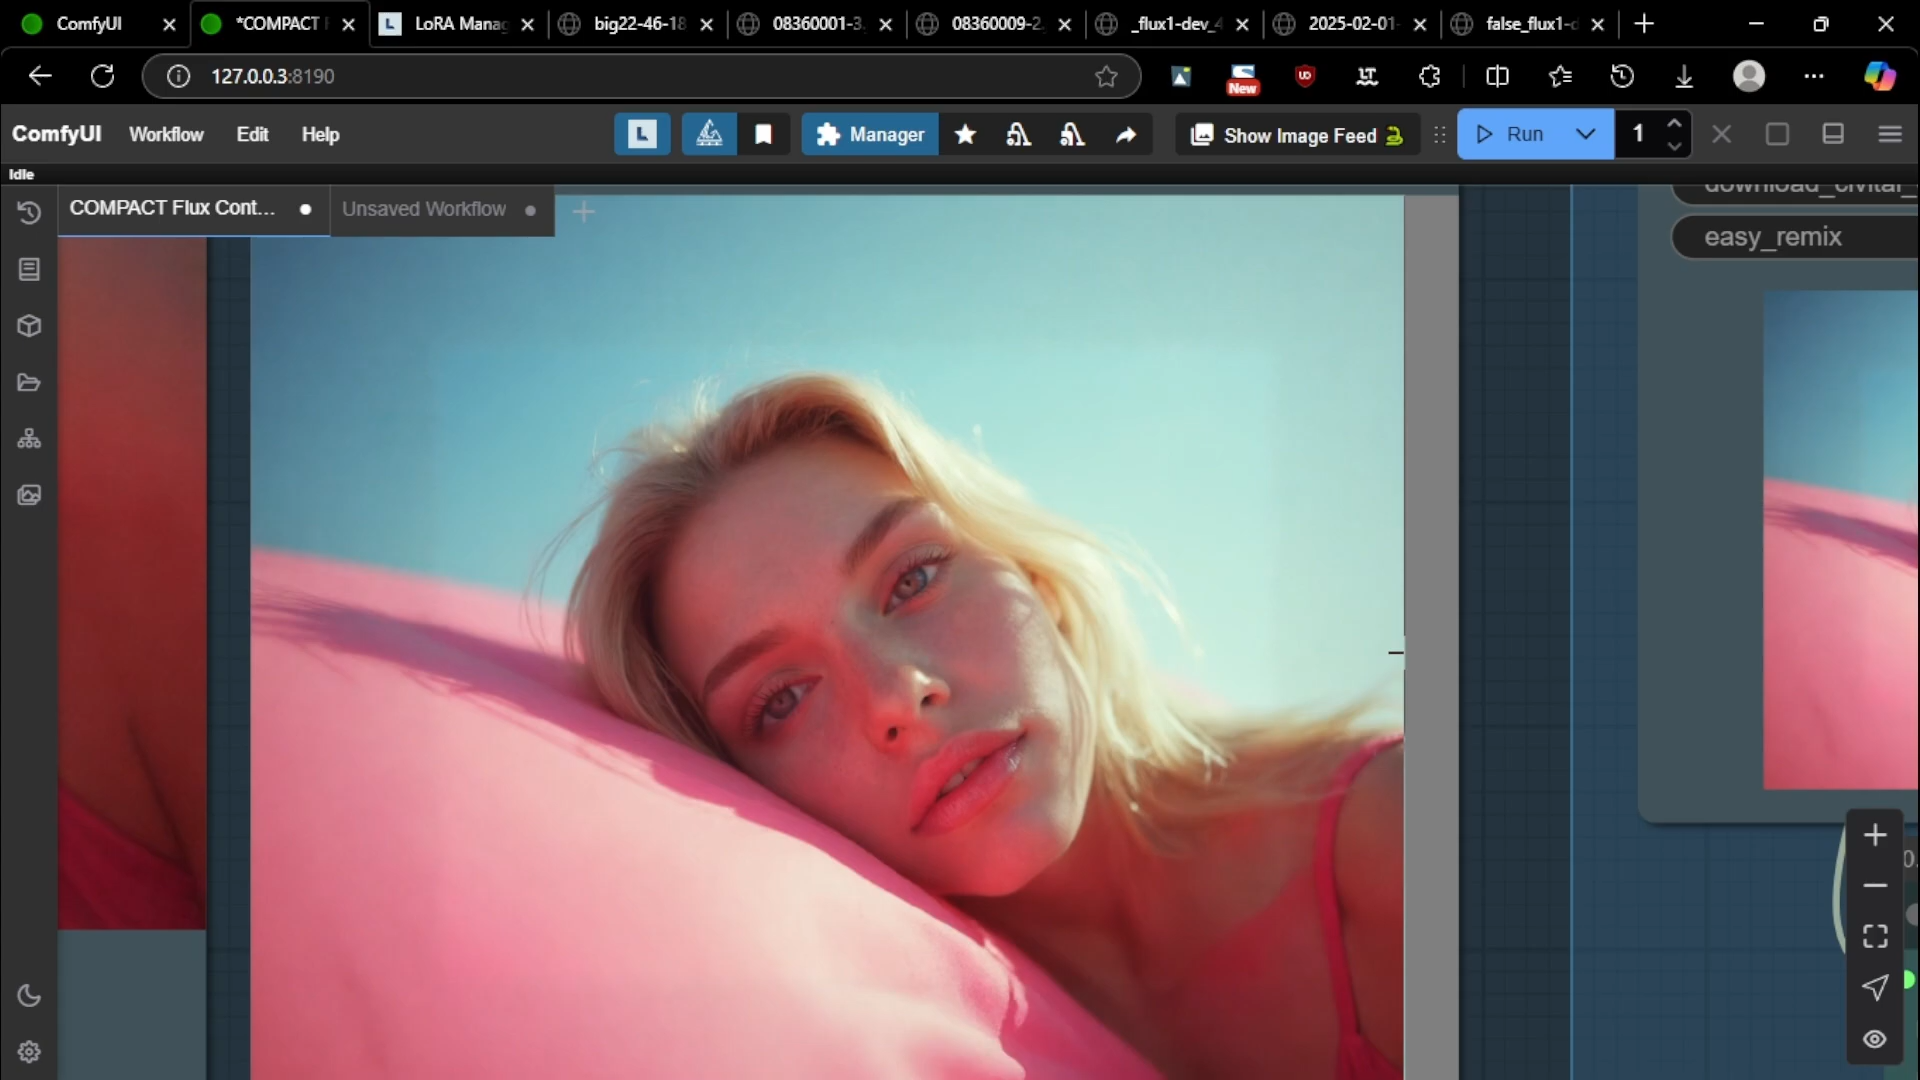 ComfyUI
*COMPACT F
LoRA Manag
big22-46-18
08360001-3
08360009-2
_flux1-dev_4
2025-02-01-
false_flux1-d
127.0.0.3:8190
New
ComfyUI
Workflow
Edit
Help
L
Manager
Show Image Feed
Run
1
Idle
COMPACT Flux Cont...
Unsaved Workflow
download_civitai_
easy_remix
0.